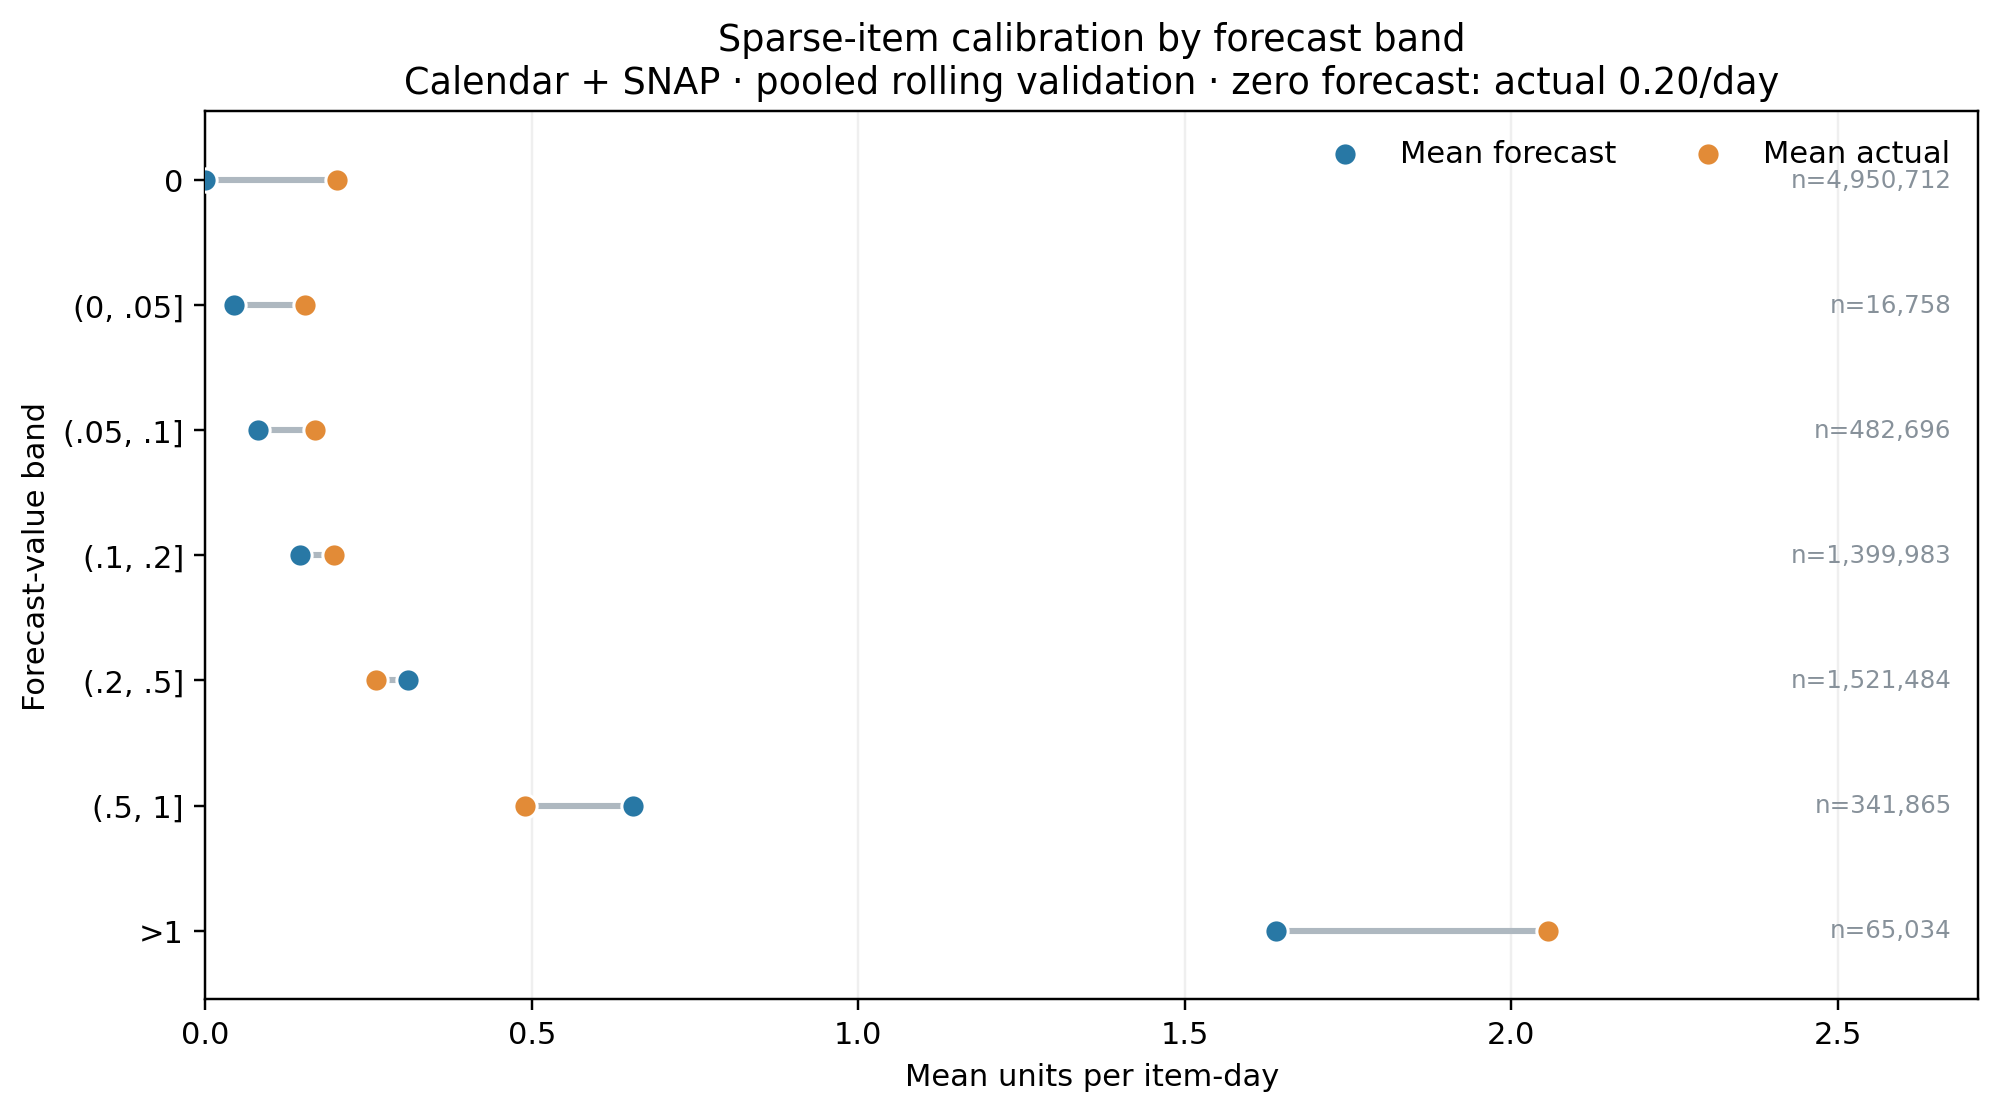 Sparse-item calibration by forecast band
Calendar + SNAP · pooled rolling validation · zero forecast: actual 0.20/day
Mean forecast
Mean actual
0
n=4,950,712
(0, .05]
n=16,758
(.05, .1]
n=482,696
(.1, .2]
n=1,399,983
(.2, .5]
n=1,521,484
(.5, 1]
n=341,865
>1
n=65,034
Forecast-value band
0.0 0.5 1.0 1.5 2.0 2.5
Mean units per item-day